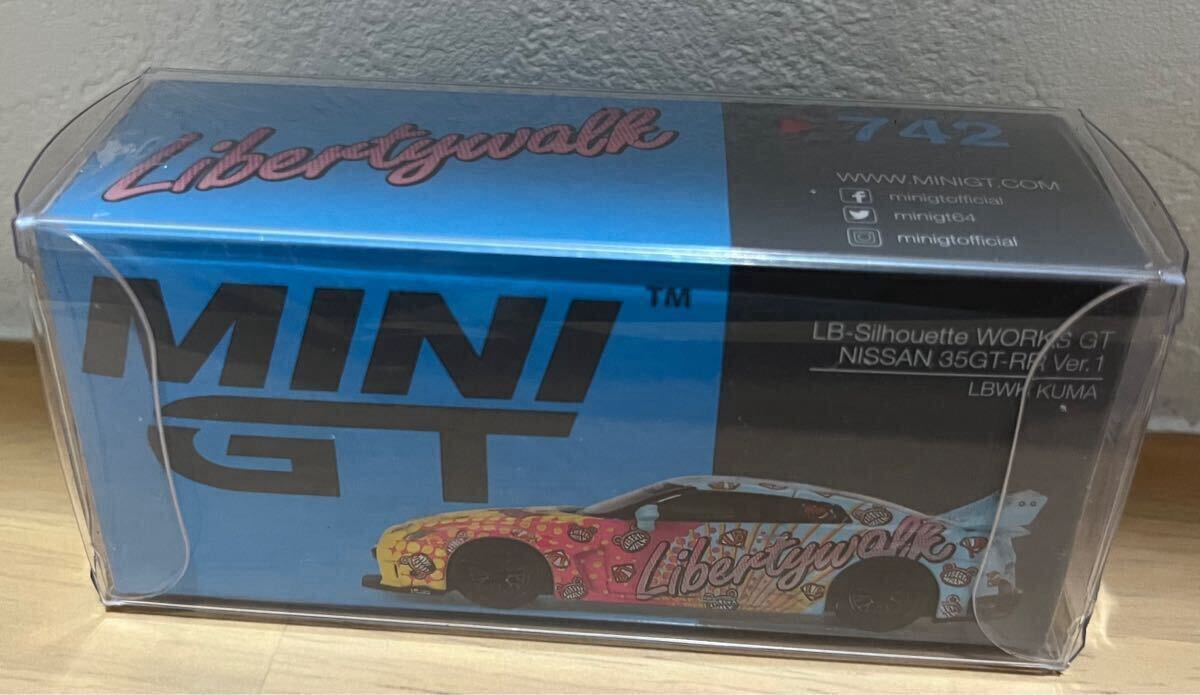 Libertywalk
742
WWW.MINIGT.COM
minigtofficial
minigt64
minigtofficial
MINI
GT
TM
LB-Silhouette WORKS GT
NISSAN 35GT-RR Ver.1
LBWK KUMA
Libertywalk